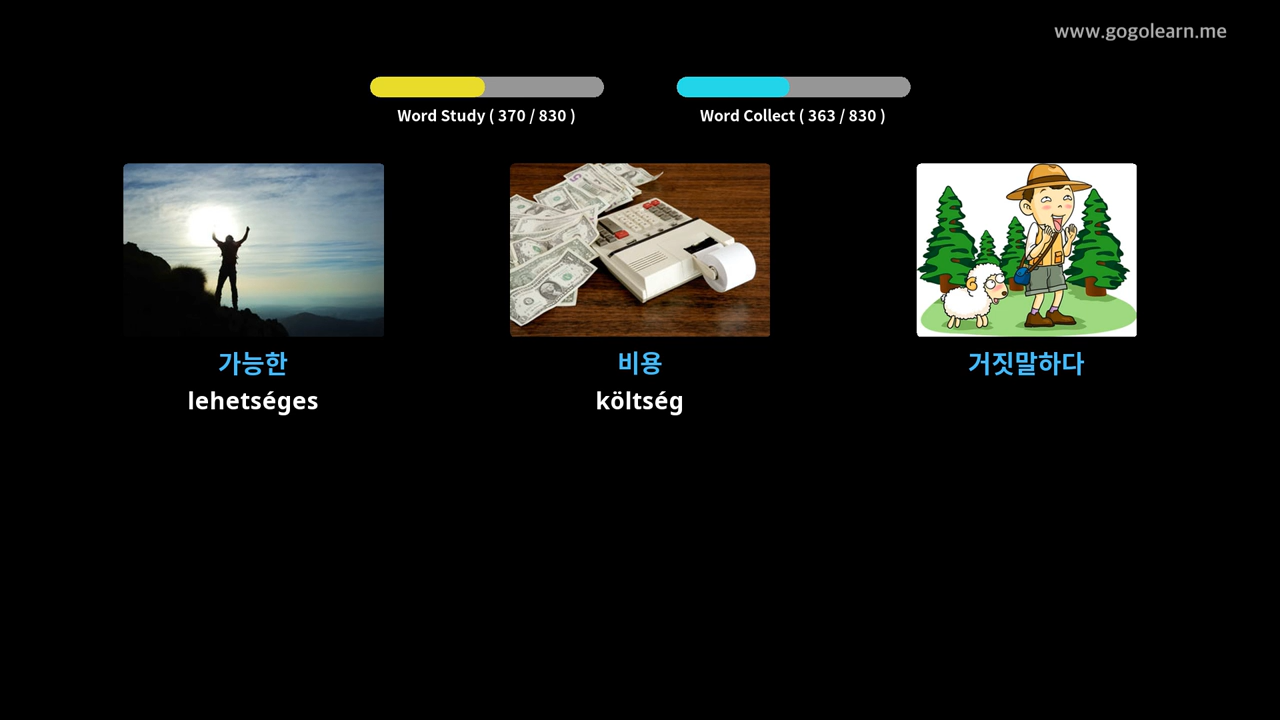 www.gogolearn.me
Word Study ( 370 / 830 )
Word Collect ( 363 / 830 )
가능한
lehetséges
비용
költség
거짓말하다